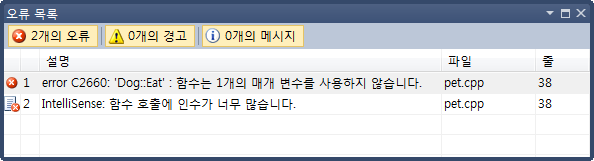 오류 목록
2개의 오류 0개의 경고 0개의 메시지
설명 파일 줄
1 error C2660: 'Dog::Eat' : 함수는 1개의 매개 변수를 사용하지 않습니다. pet.cpp 38
2 IntelliSense: 함수 호출에 인수가 너무 많습니다. pet.cpp 38